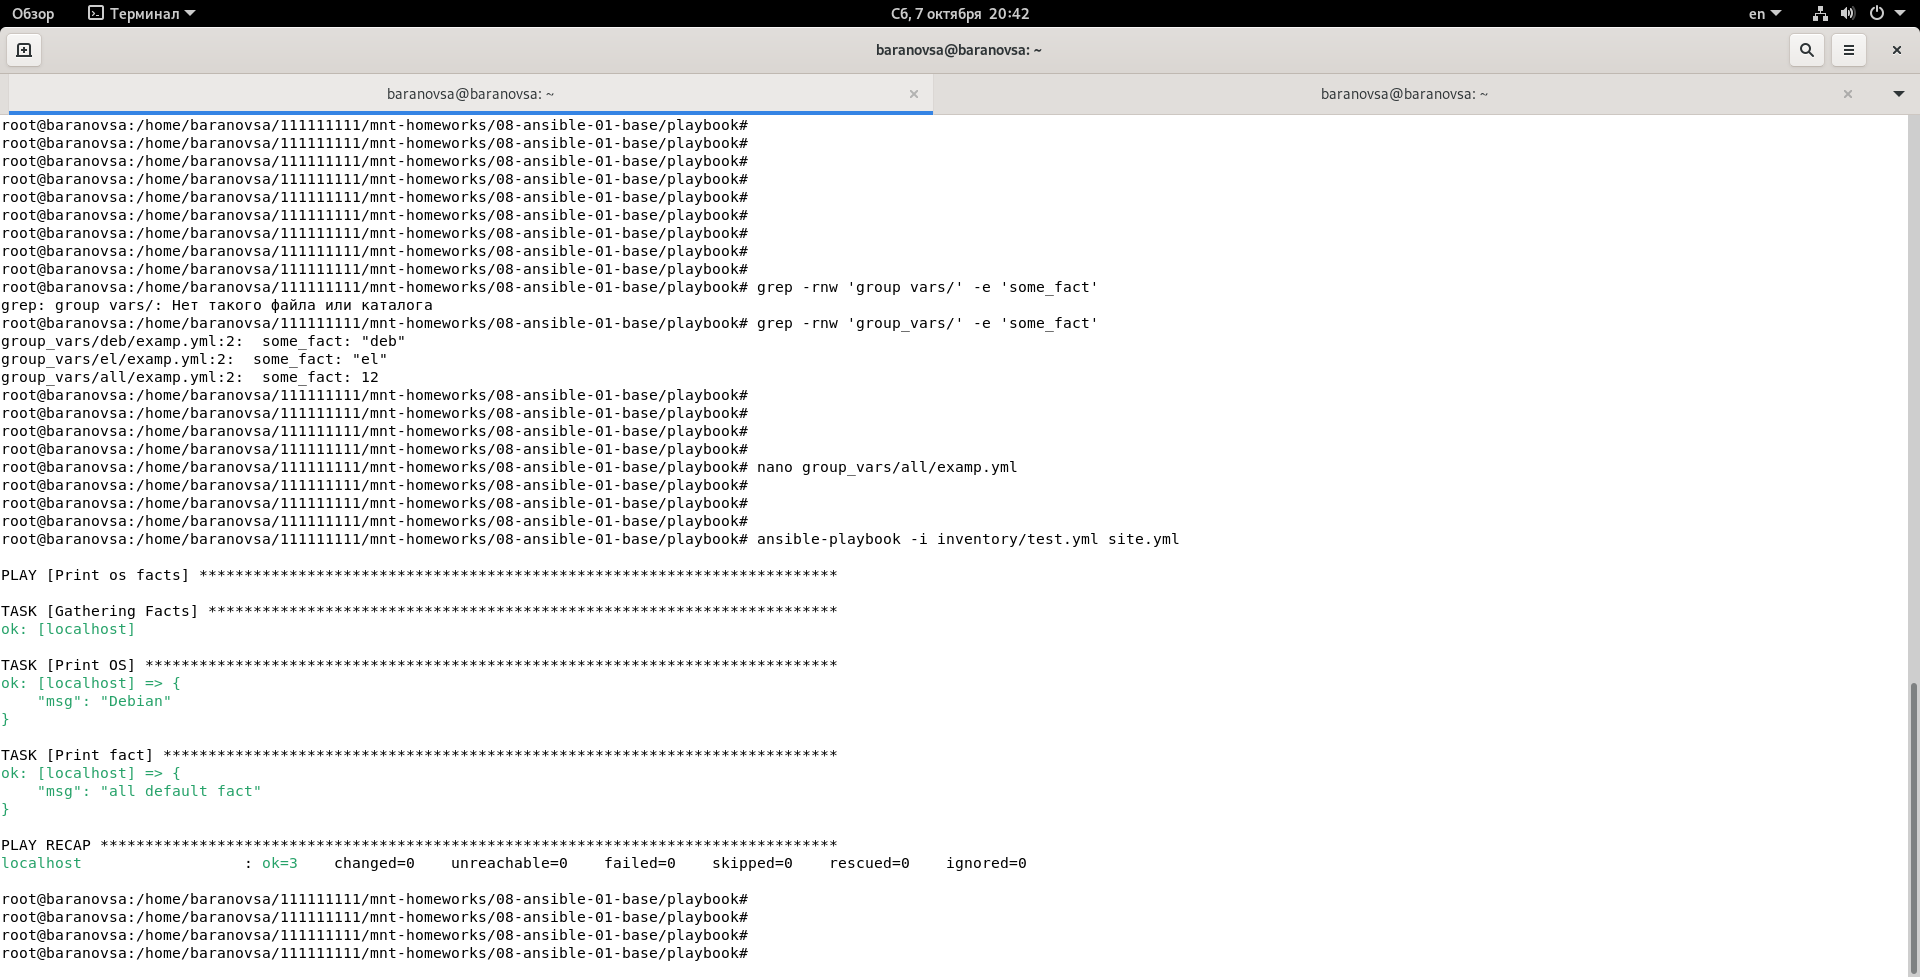 Обзор Терминал Сб, 7 октября 20:42 en
baranovsa@baranovsa: ~
baranovsa@baranovsa: ~ baranovsa@baranovsa: ~
root@baranovsa:/home/baranovsa/111111111/mnt-homeworks/08-ansible-01-base/playbook#
root@baranovsa:/home/baranovsa/111111111/mnt-homeworks/08-ansible-01-base/playbook#
root@baranovsa:/home/baranovsa/111111111/mnt-homeworks/08-ansible-01-base/playbook#
root@baranovsa:/home/baranovsa/111111111/mnt-homeworks/08-ansible-01-base/playbook#
root@baranovsa:/home/baranovsa/111111111/mnt-homeworks/08-ansible-01-base/playbook#
root@baranovsa:/home/baranovsa/111111111/mnt-homeworks/08-ansible-01-base/playbook#
root@baranovsa:/home/baranovsa/111111111/mnt-homeworks/08-ansible-01-base/playbook#
root@baranovsa:/home/baranovsa/111111111/mnt-homeworks/08-ansible-01-base/playbook#
root@baranovsa:/home/baranovsa/111111111/mnt-homeworks/08-ansible-01-base/playbook#
root@baranovsa:/home/baranovsa/111111111/mnt-homeworks/08-ansible-01-base/playbook# grep -rnw 'group vars/' -e 'some_fact'
grep: group vars/: Нет такого файла или каталога
root@baranovsa:/home/baranovsa/111111111/mnt-homeworks/08-ansible-01-base/playbook# grep -rnw 'group_vars/' -e 'some_fact'
group_vars/deb/examp.yml:2:  some_fact: "deb"
group_vars/el/examp.yml:2:  some_fact: "el"
group_vars/all/examp.yml:2:  some_fact: 12
root@baranovsa:/home/baranovsa/111111111/mnt-homeworks/08-ansible-01-base/playbook#
root@baranovsa:/home/baranovsa/111111111/mnt-homeworks/08-ansible-01-base/playbook#
root@baranovsa:/home/baranovsa/111111111/mnt-homeworks/08-ansible-01-base/playbook#
root@baranovsa:/home/baranovsa/111111111/mnt-homeworks/08-ansible-01-base/playbook#
root@baranovsa:/home/baranovsa/111111111/mnt-homeworks/08-ansible-01-base/playbook# nano group_vars/all/examp.yml
root@baranovsa:/home/baranovsa/111111111/mnt-homeworks/08-ansible-01-base/playbook#
root@baranovsa:/home/baranovsa/111111111/mnt-homeworks/08-ansible-01-base/playbook#
root@baranovsa:/home/baranovsa/111111111/mnt-homeworks/08-ansible-01-base/playbook#
root@baranovsa:/home/baranovsa/111111111/mnt-homeworks/08-ansible-01-base/playbook# ansible-playbook -i inventory/test.yml site.yml
PLAY [Print os facts] ***********************************************************************
TASK [Gathering Facts] **********************************************************************
ok: [localhost]
TASK [Print OS] *****************************************************************************
ok: [localhost] => {
    "msg": "Debian"
}
TASK [Print fact] ***************************************************************************
ok: [localhost] => {
    "msg": "all default fact"
}
PLAY RECAP **********************************************************************************
localhost                  : ok=3    changed=0    unreachable=0    failed=0    skipped=0    rescued=0    ignored=0
root@baranovsa:/home/baranovsa/111111111/mnt-homeworks/08-ansible-01-base/playbook#
root@baranovsa:/home/baranovsa/111111111/mnt-homeworks/08-ansible-01-base/playbook#
root@baranovsa:/home/baranovsa/111111111/mnt-homeworks/08-ansible-01-base/playbook#
root@baranovsa:/home/baranovsa/111111111/mnt-homeworks/08-ansible-01-base/playbook#